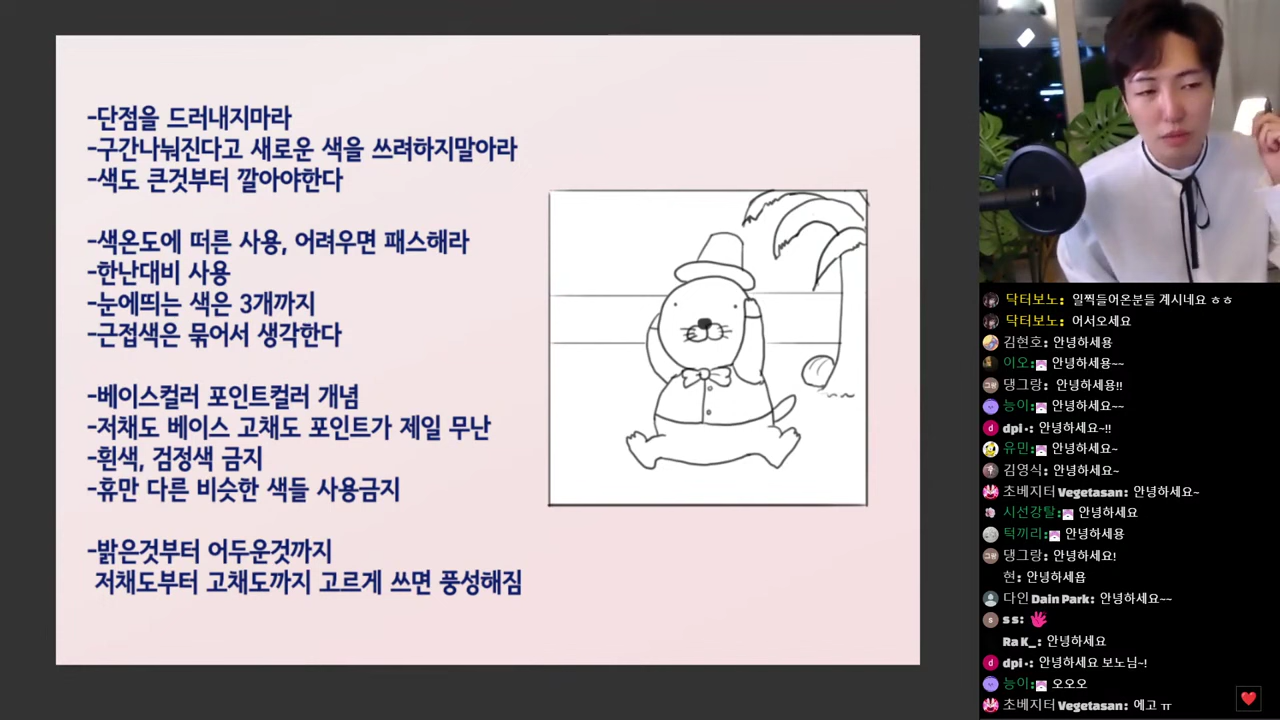 -단점을 드러내지마라
-구간나눠진다고 새로운 색을 쓰려하지말아라
-색도 큰것부터 깔아야한다
-색온도에 떠른 사용, 어려우면 패스해라
-한난대비 사용
-눈에띄는 색은 3개까지
-근접색은 묶어서 생각한다
-베이스컬러 포인트컬러 개념
-저채도 베이스 고채도 포인트가 제일 무난
-흰색, 검정색 금지
-휴만 다른 비슷한 색들 사용금지
-밝은것부터 어두운것까지
저채도부터 고채도까지 고르게 쓰면 풍성해짐
닥터보노: 일찍들어온분들 계시네요 ㅎㅎ
닥터보노: 어서오세요
김현호: 안녕하세용
이오: 안녕하세용~~
댕그랑: 안녕하세용!!
능이: 안녕하세요~~
dpi ·: 안녕하세요~!!
유민: 안녕하세요~
김영식: 안녕하세요~
초베지터 Vegetasan: 안녕하세요~
시선강탈: 안녕하세요
턱끼리: 안녕하세용
댕그랑: 안녕하세요!
현: 안녕하세욥
다인 Dain Park: 안녕하세요~~
s s:
Ra K_: 안녕하세요
dpi ·: 안녕하세요 보노님~!
능이: 오오오
초베지터 Vegetasan: 에고 ㅠ